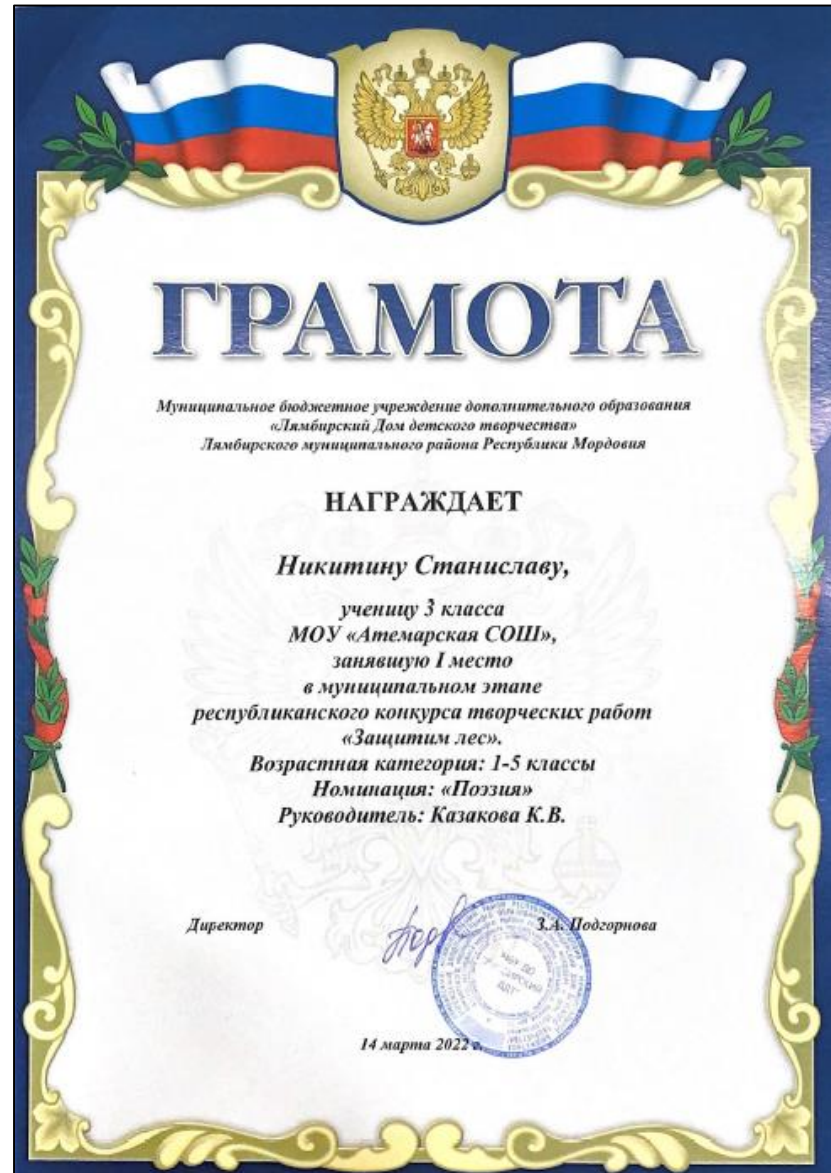 ГРАМОТА
Муниципальное бюджетное учреждение дополнительного образования
«Лямбирский Дом детского творчества»
Лямбирского муниципального района Республики Мордовия
НАГРАЖДАЕТ
Никитину Станиславу,
ученицу 3 класса
МОУ «Атемарская СОШ»,
занявшую I место
в муниципальном этапе
республиканского конкурса творческих работ
«Защитим лес».
Возрастная категория: 1-5 классы
Номинация: «Поэзия»
Руководитель: Казакова К.В.
Директор З.А. Подгорнова
14 марта 2022 г.